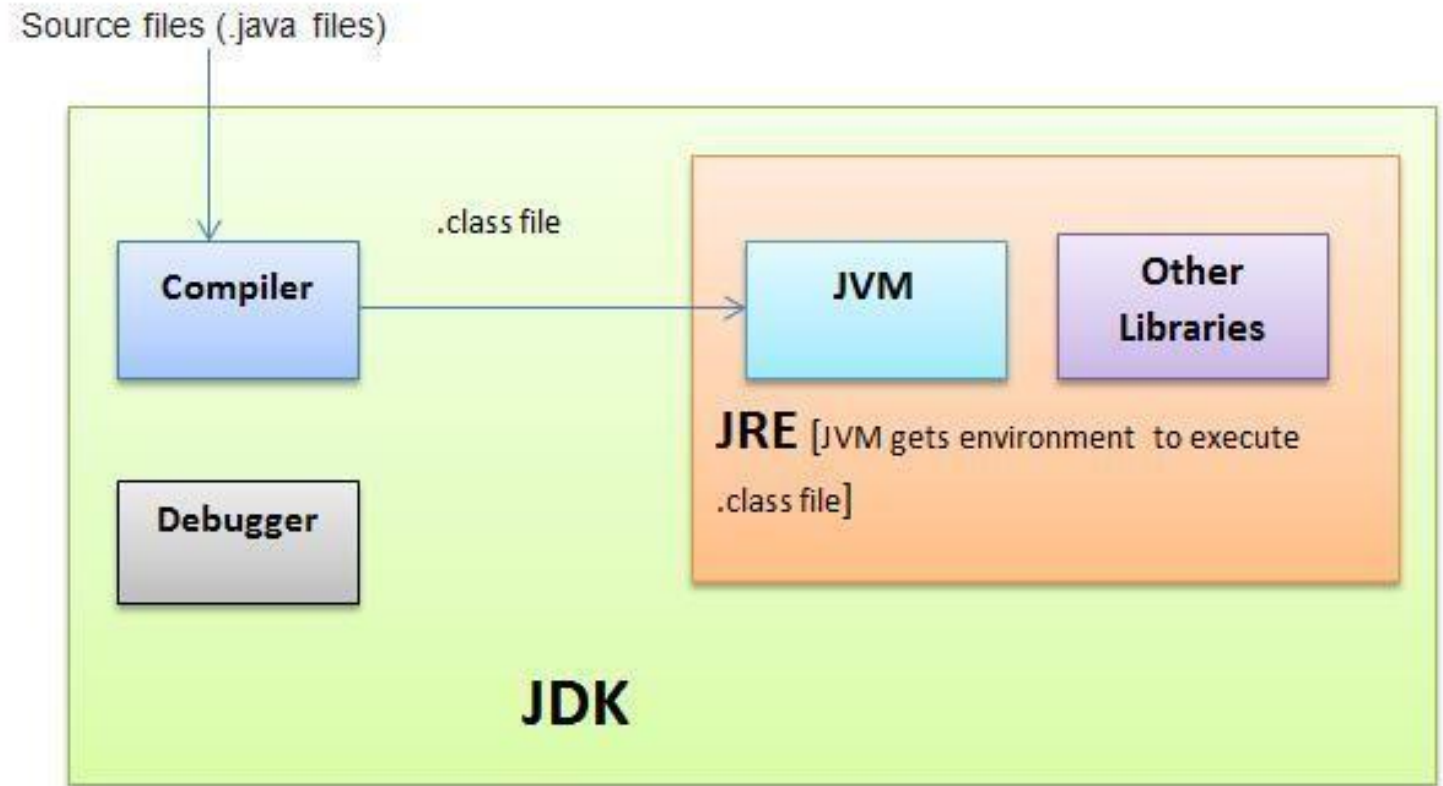 Source files (.java files)
.class file
Compiler
JVM
Other
Libraries
JRE [JVM gets environment to execute
.class file]
Debugger
JDK